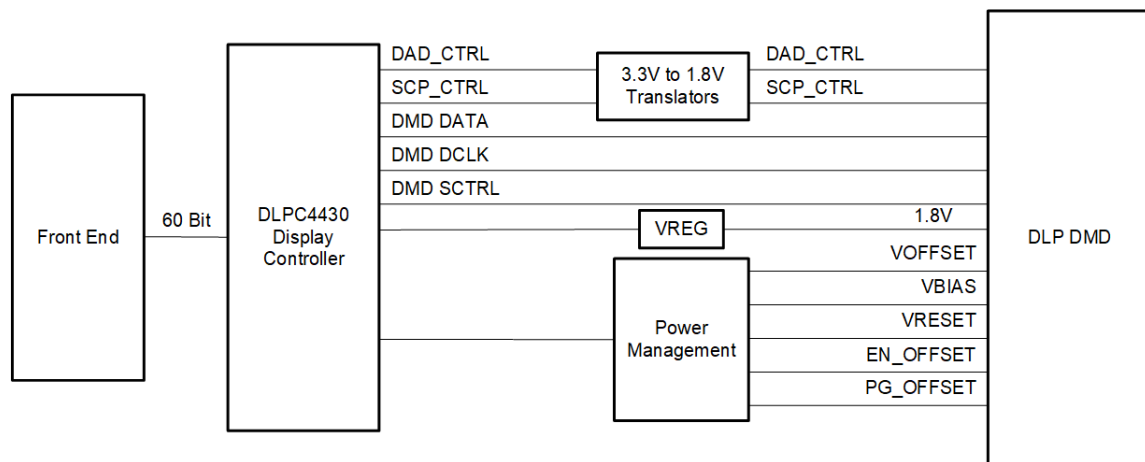 Front End
60 Bit
DLPC4430
Display
Controller
DAD_CTRL
SCP_CTRL
DMD DATA
DMD DCLK
DMD SCTRL
3.3V to 1.8V
Translators
DAD_CTRL
SCP_CTRL
VREG
1.8V
Power
Management
VOFFSET
VBIAS
VRESET
EN_OFFSET
PG_OFFSET
DLP DMD